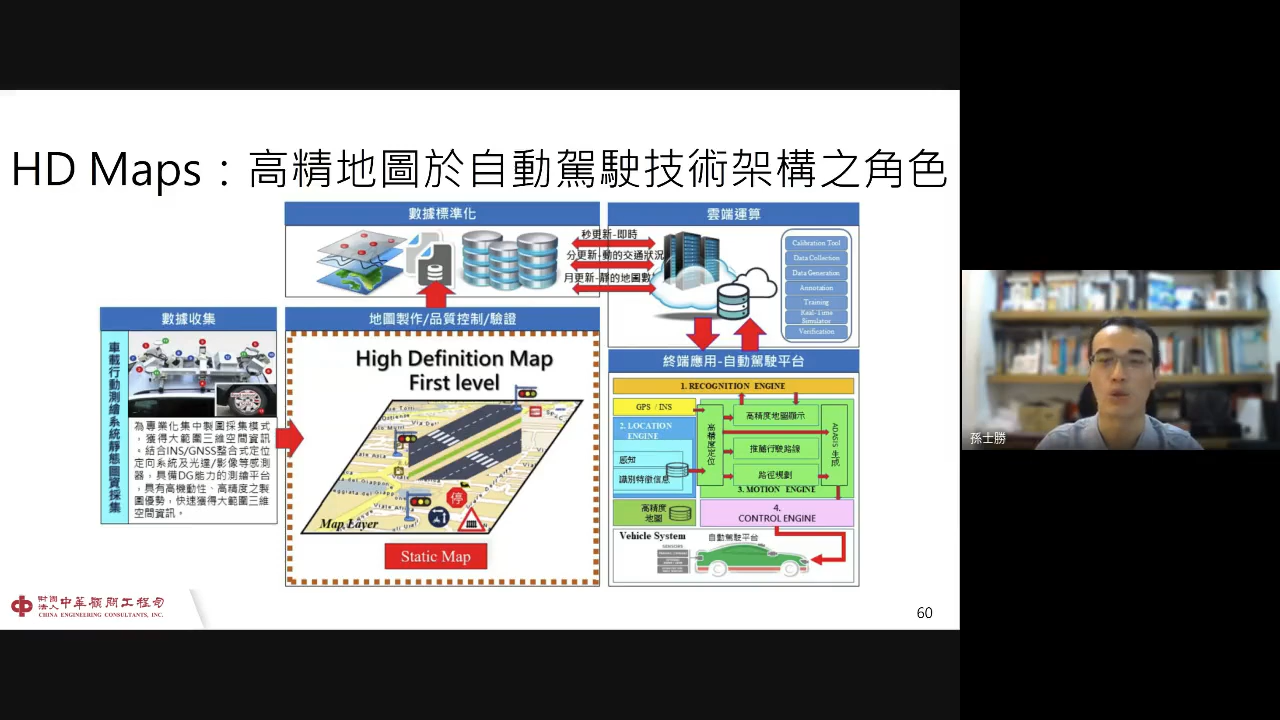 HD Maps：高精地圖於自動駕駛技術架構之角色
數據標準化
秒更新-即時
分更新-動的交通狀況
月更新-靜的地圖數
雲端運算
Calibration Tool
Data Collection
Data Generation
Annotation
Training
Real-Time
Simulator
Verification
數據收集
車載行動測繪系統靜態圖資採集
為專業化集中製圖採集模式
，獲得大範圍三維空間資訊
。結合INS/GNSS整合式定位
定向系統及光達/影像等感測
器，具備DG能力的測繪平台
，具有高機動性、高精度之製
圖優勢，快速獲得大範圍三維
空間資訊。
地圖製作/品質控制/驗證
High Definition Map
First level
停
Map Layer
Static Map
終端應用-自動駕駛平台
1. RECOGNITION ENGINE
GPS / INS
2. LOCATION
ENGINE
感知
識別特徵信息
高精度定位
高精度地圖顯示
推薦行駛路線
路徑規劃
ADASIS 生成
3. MOTION ENGINE
高精度
地圖
4.
CONTROL ENGINE
Vehicle System
自動駕駛平台
財團
法人中華顧問工程司
CHINA ENGINEERING CONSULTANTS, INC.
60
孫士勝